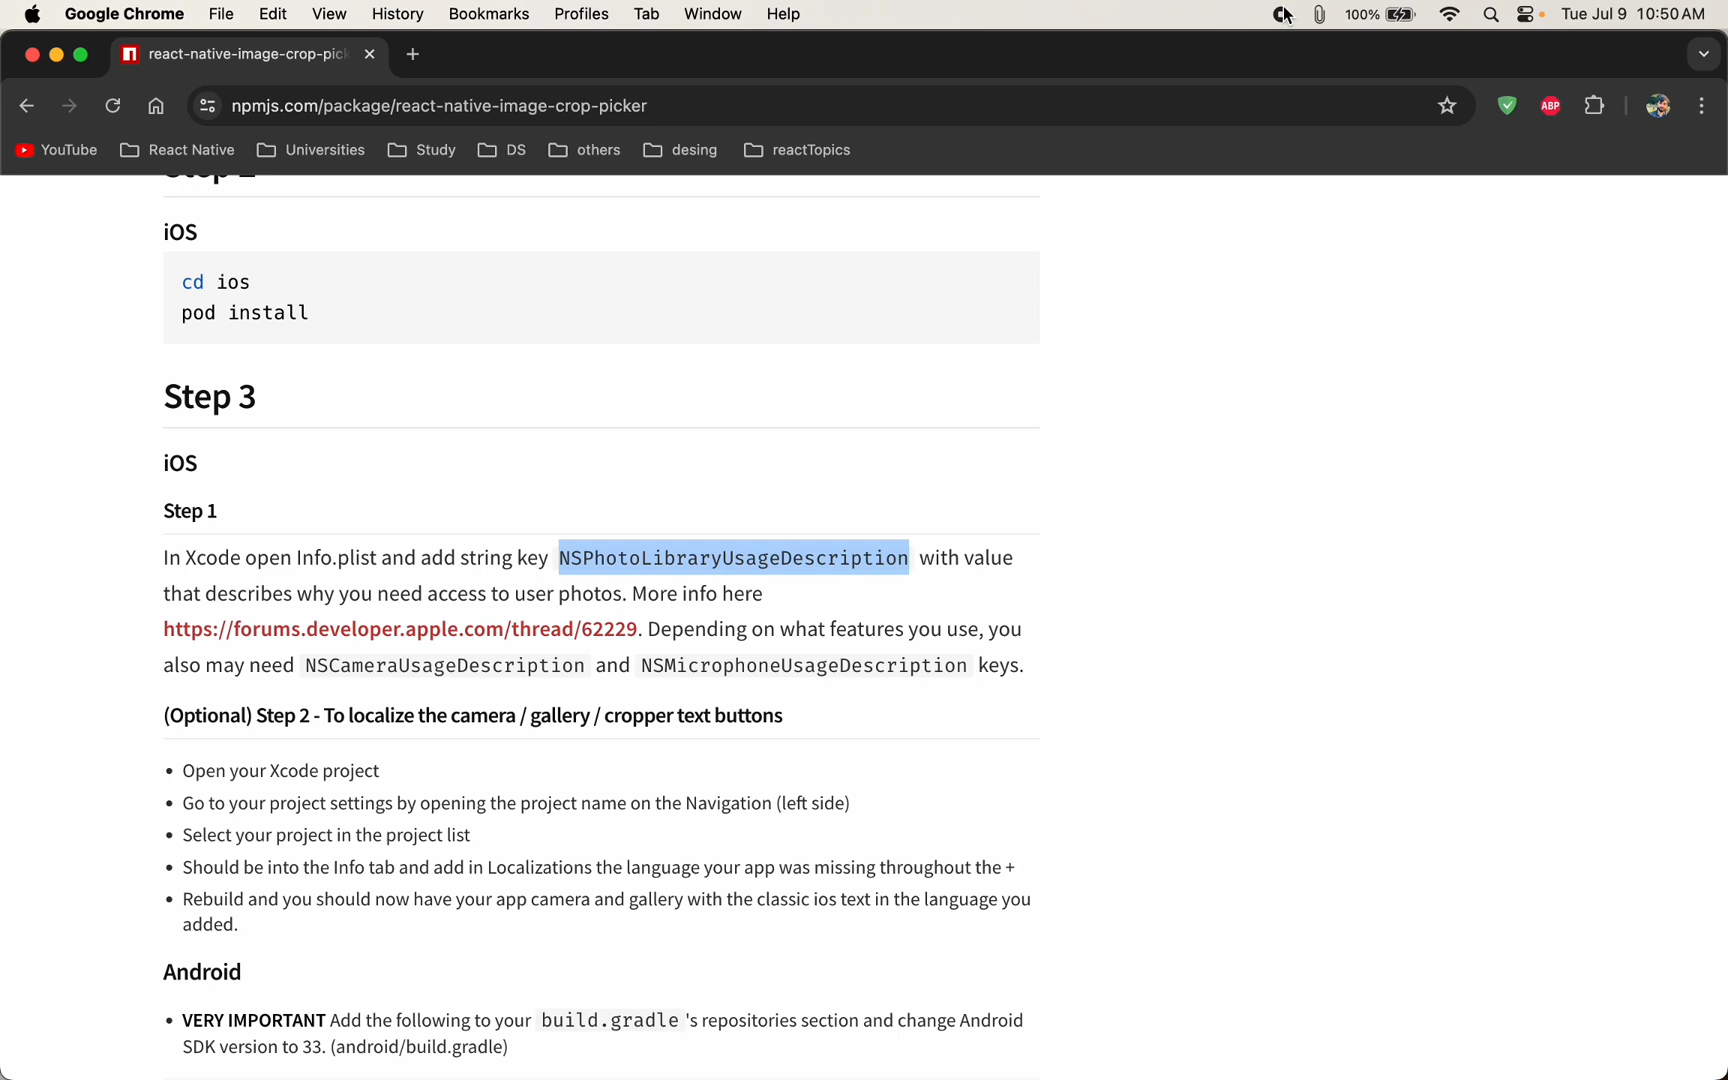 Google Chrome File Edit View History Bookmarks Profiles Tab Window Help 100% Tue Jul 9 10:50 AM
react-native-image-crop-pick
npmjs.com/package/react-native-image-crop-picker ABP
YouTube React Native Universities Study DS others desing reactTopics
Step 2
iOS
cd ios
pod install
Step 3
iOS
Step 1
In Xcode open Info.plist and add string key NSPhotoLibraryUsageDescription with value
that describes why you need access to user photos. More info here
https://forums.developer.apple.com/thread/62229. Depending on what features you use, you
also may need NSCameraUsageDescription and NSMicrophoneUsageDescription keys.
(Optional) Step 2 - To localize the camera / gallery / cropper text buttons
• Open your Xcode project
• Go to your project settings by opening the project name on the Navigation (left side)
• Select your project in the project list
• Should be into the Info tab and add in Localizations the language your app was missing throughout the +
• Rebuild and you should now have your app camera and gallery with the classic ios text in the language you
added.
Android
• VERY IMPORTANT Add the following to your build.gradle 's repositories section and change Android
SDK version to 33. (android/build.gradle)